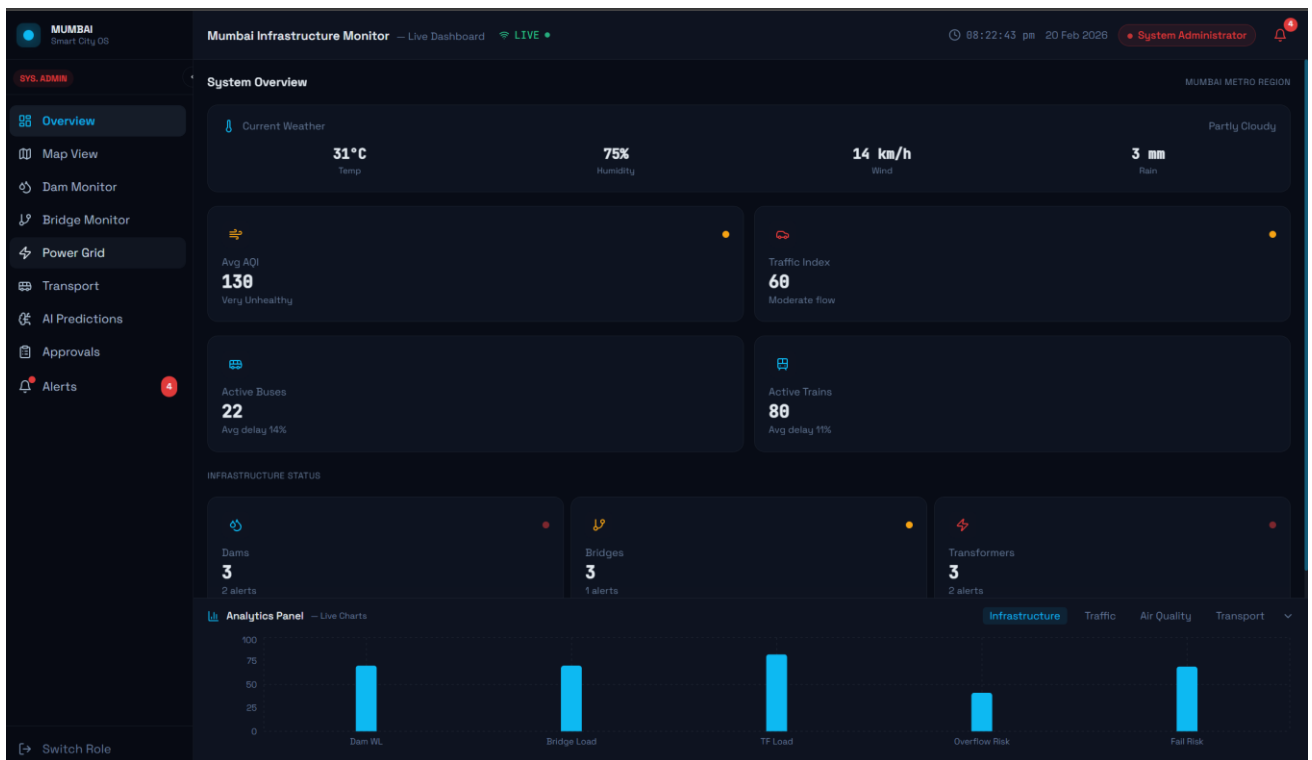 MUMBAI
Smart City OS
SYS. ADMIN
Overview
Map View
Dam Monitor
Bridge Monitor
Power Grid
Transport
AI Predictions
Approvals
Alerts 4
Switch Role
Mumbai Infrastructure Monitor — Live Dashboard LIVE
08:22:43 pm 20 Feb 2026 System Administrator 4
System Overview MUMBAI METRO REGION
Current Weather Partly Cloudy
31°C 75% 14 km/h 3 mm
Temp Humidity Wind Rain
Avg AQI
130
Very Unhealthy
Traffic Index
60
Moderate flow
Active Buses
22
Avg delay 14%
Active Trains
80
Avg delay 11%
INFRASTRUCTURE STATUS
Dams
3
2 alerts
Bridges
3
1 alerts
Transformers
3
2 alerts
Analytics Panel — Live Charts Infrastructure Traffic Air Quality Transport
100
75
50
25
0
Dam WL Bridge Load TF Load Overflow Risk Fail Risk